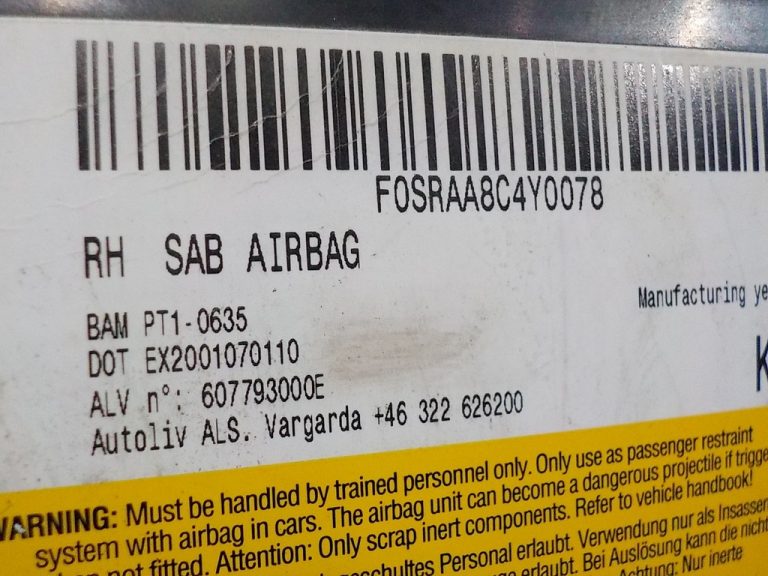 F0SRAA8C4Y0078
RH SAB AIRBAG
Manufacturing
BAM PT1-0635
DOT EX2001070110
K
ALV n°: 607793000E
Autoliv ALS. Vargarda +46 322 626200
WARNING: Must be handled by trained personnel only. Only use as passenger restraint
system with airbag in cars. The airbag unit can become a dangerous projectile if
not fitted. Attention: Only scrap inert components. Refer to vehicle handbook!
Personal erlaubt. Verwendung nur als
erlaubt. Bei Auslösung kann die
Achtung: Nur inerte